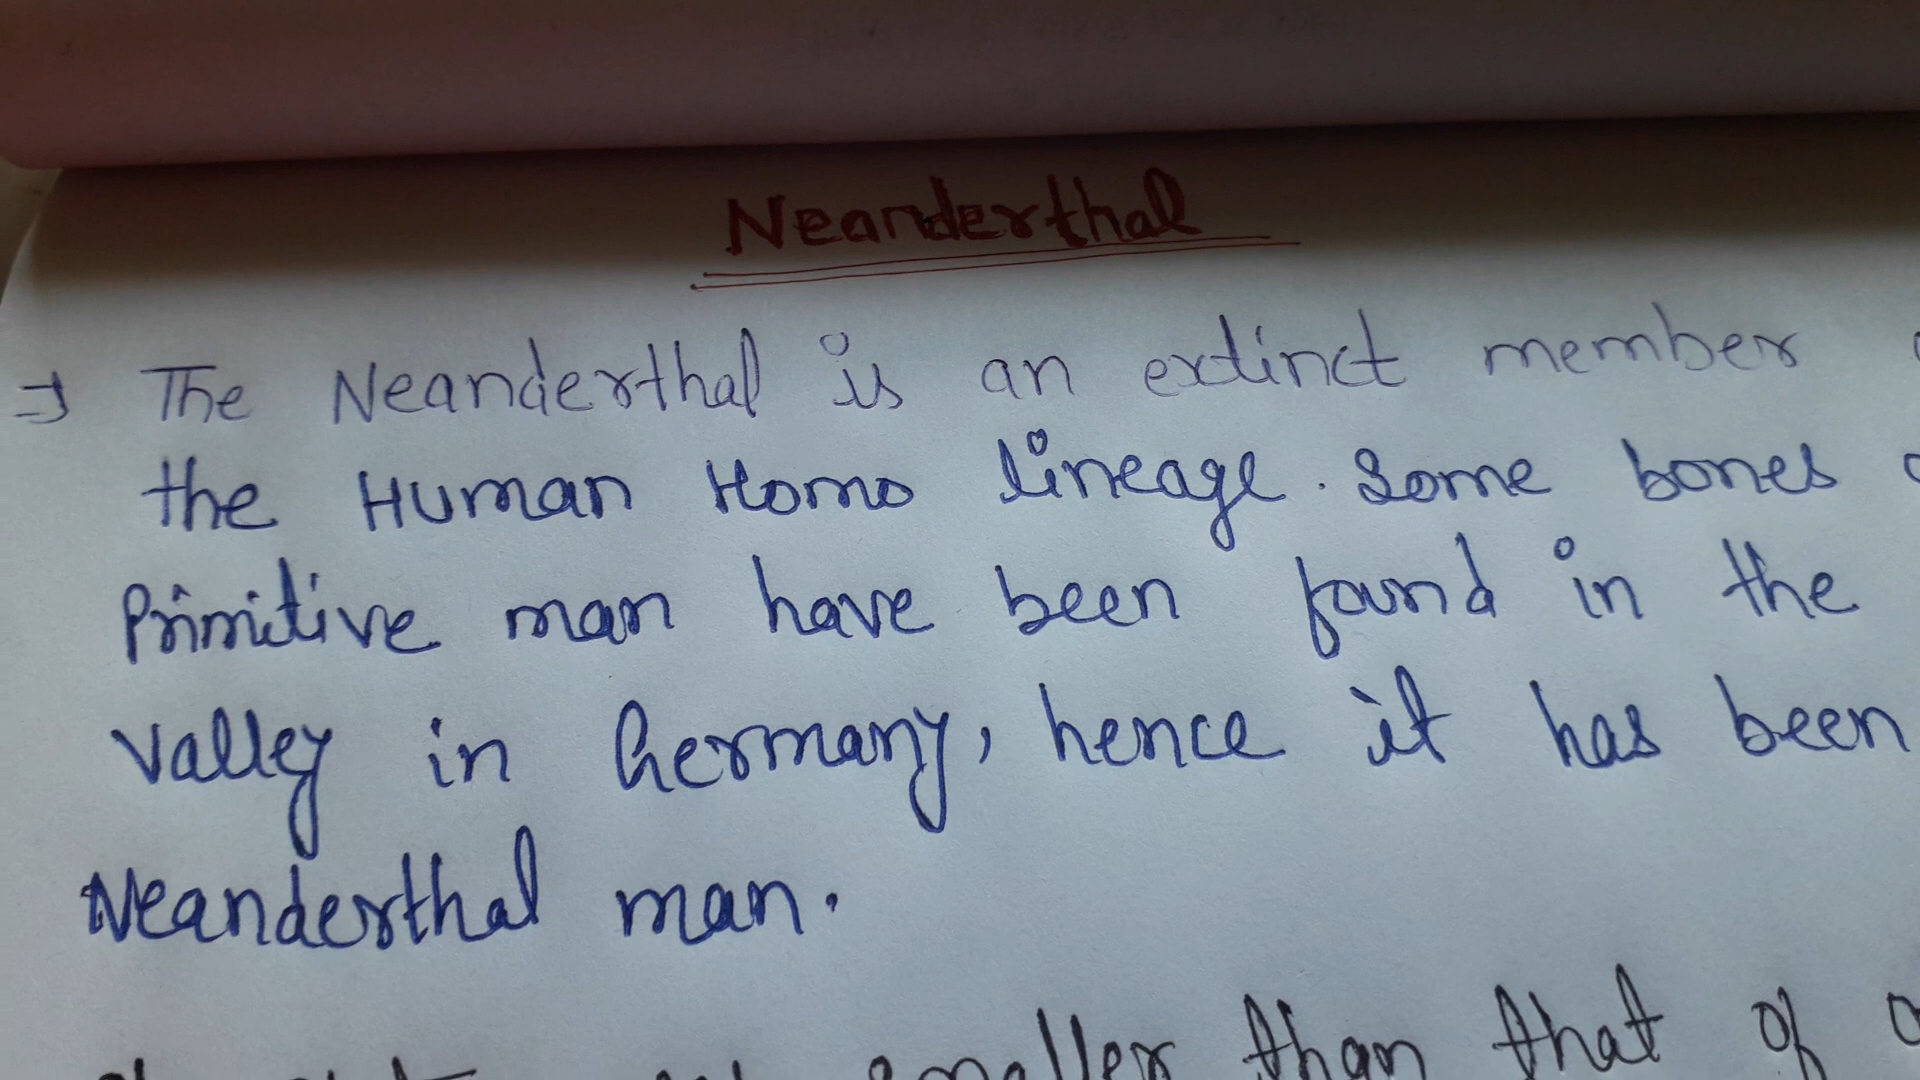 Neanderthal
⇒ The Neanderthal is an extinct member
the Human Homo lineage. Some bones
Primitive man have been found in the
valley in Germany, hence it has been
Neanderthal man.
smaller than that of